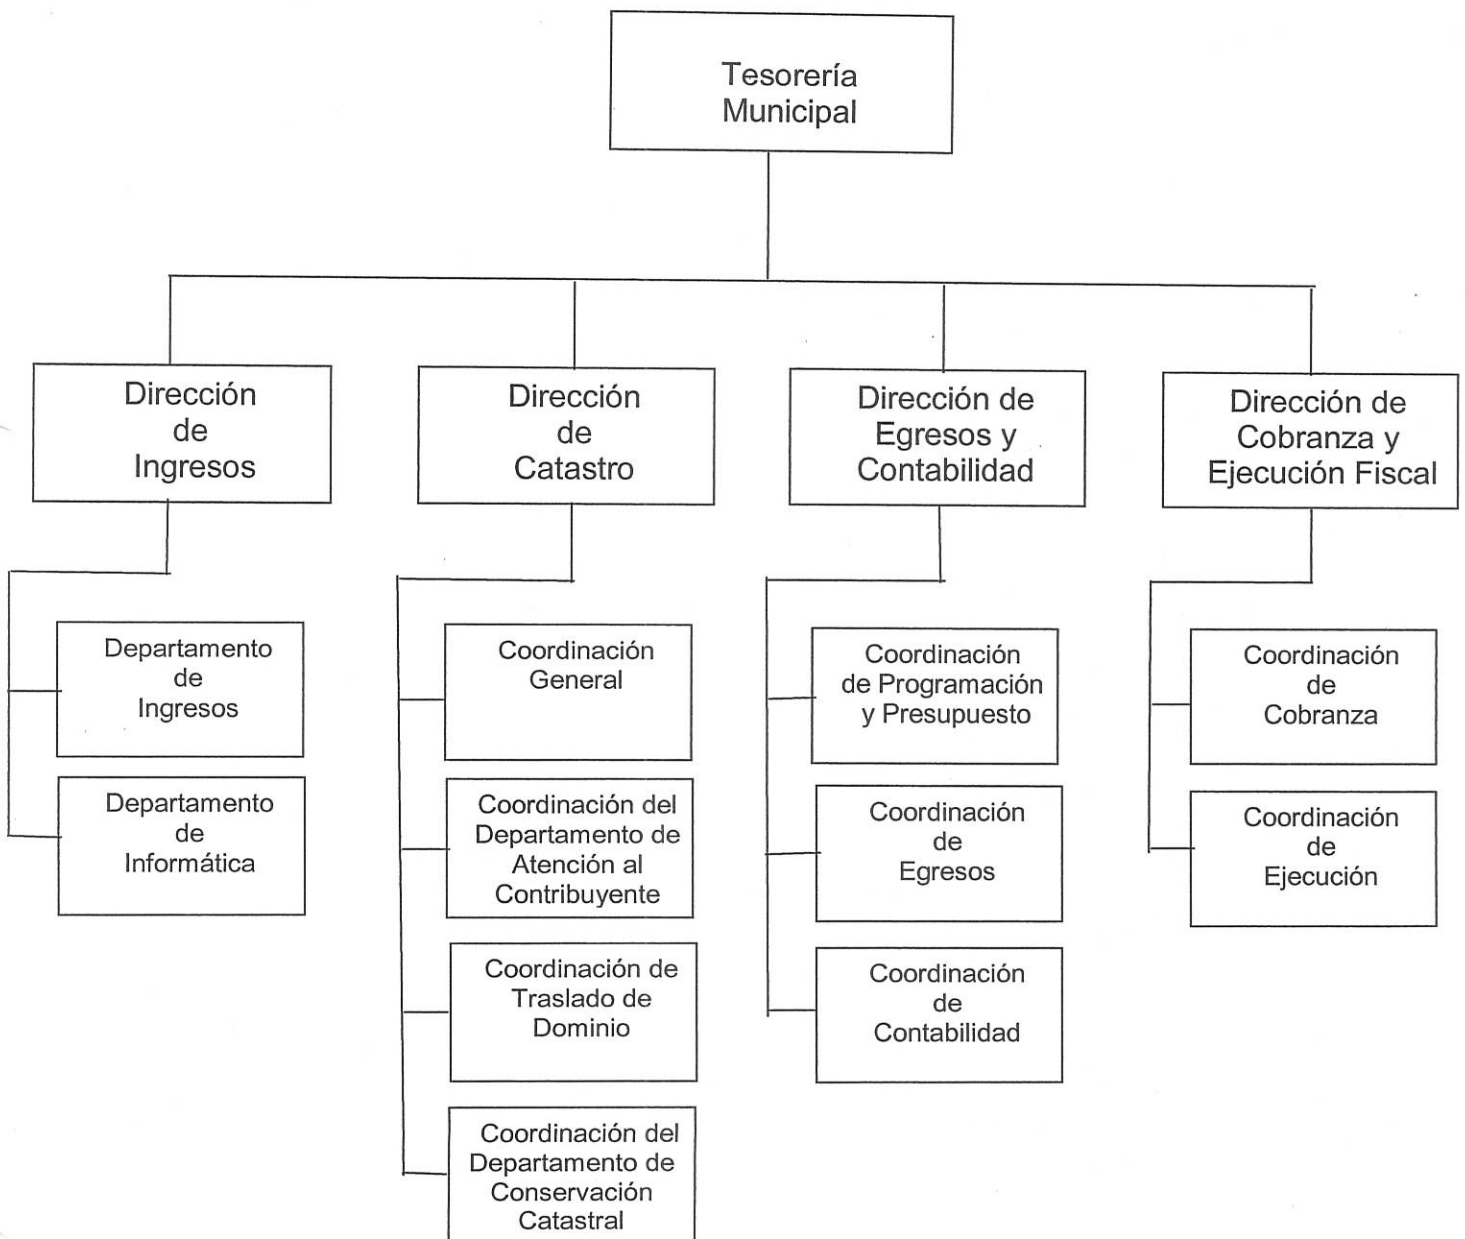 Tesorería
Municipal
Dirección
de
Ingresos
Dirección
de
Catastro
Dirección de
Egresos y
Contabilidad
Dirección de
Cobranza y
Ejecución Fiscal
Departamento
de
Ingresos
Departamento
de
Informática
Coordinación
General
Coordinación del
Departamento de
Atención al
Contribuyente
Coordinación de
Traslado de
Dominio
Coordinación del
Departamento de
Conservación
Catastral
Coordinación
de Programación
y Presupuesto
Coordinación
de
Egresos
Coordinación
de
Contabilidad
Coordinación
de
Cobranza
Coordinación
de
Ejecución